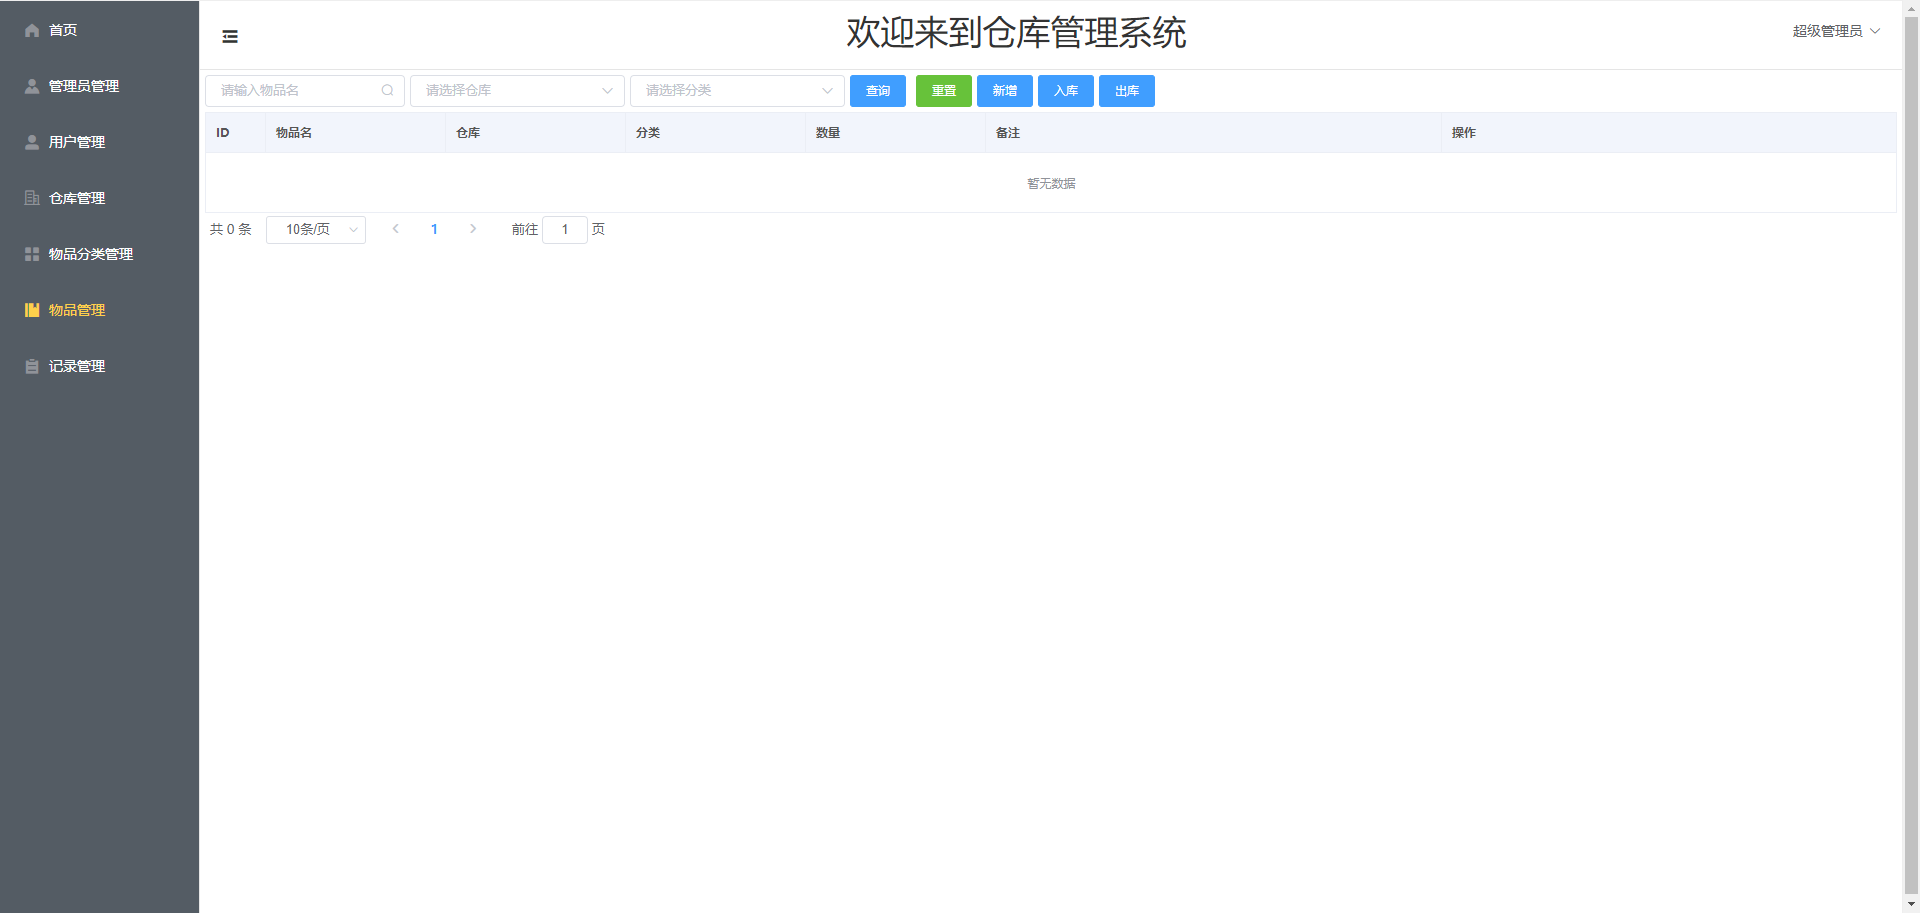 首页
管理员管理
用户管理
仓库管理
物品分类管理
物品管理
记录管理
欢迎来到仓库管理系统
超级管理员
请输入物品名 请选择仓库 请选择分类 查询 重置 新增 入库 出库
ID 物品名 仓库 分类 数量 备注 操作
暂无数据
共 0 条 10条/页 1 前往 1 页